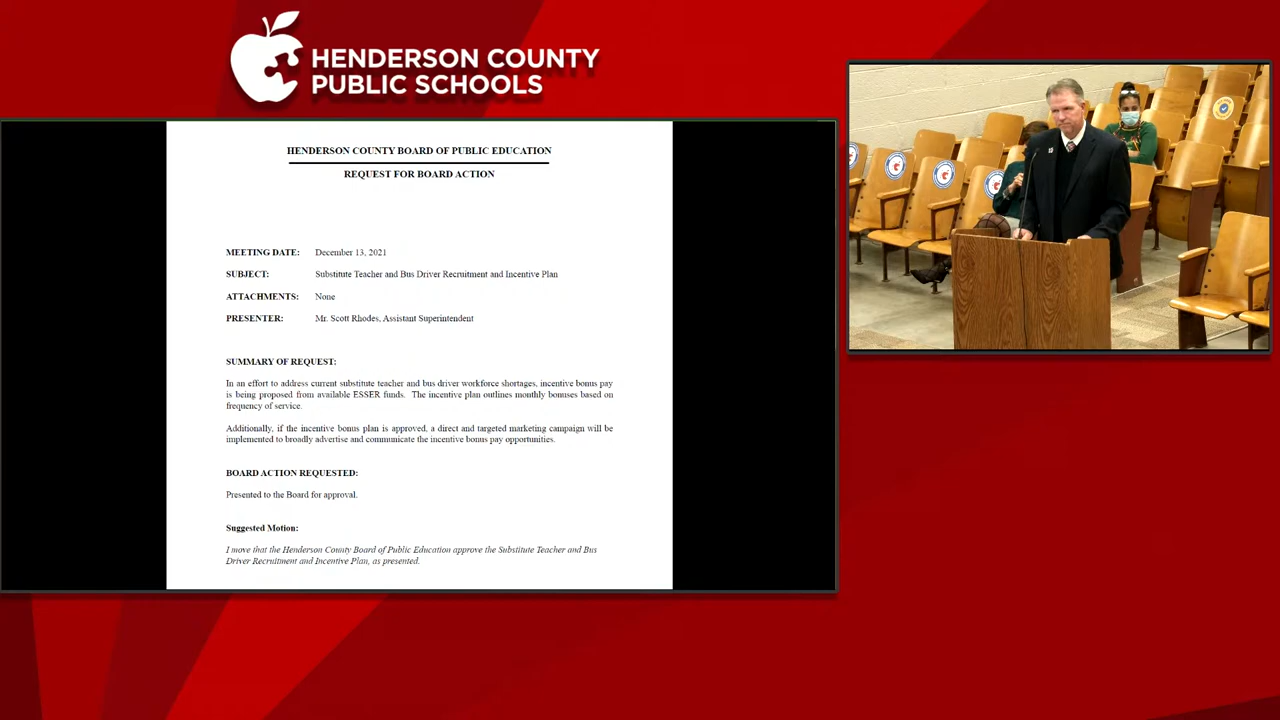 HENDERSON COUNTY
PUBLIC SCHOOLS
HENDERSON COUNTY BOARD OF PUBLIC EDUCATION
REQUEST FOR BOARD ACTION
MEETING DATE: December 13, 2021
SUBJECT: Substitute Teacher and Bus Driver Recruitment and Incentive Plan
ATTACHMENTS: None
PRESENTER: Mr. Scott Rhodes, Assistant Superintendent
SUMMARY OF REQUEST:
In an effort to address current substitute teacher and bus driver workforce shortages, incentive bonus pay
is being proposed from available ESSER funds. The incentive plan outlines monthly bonuses based on
frequency of service.
Additionally, if the incentive bonus plan is approved, a direct and targeted marketing campaign will be
implemented to broadly advertise and communicate the incentive bonus pay opportunities.
BOARD ACTION REQUESTED:
Presented to the Board for approval.
Suggested Motion:
I move that the Henderson County Board of Public Education approve the Substitute Teacher and Bus
Driver Recruitment and Incentive Plan, as presented.